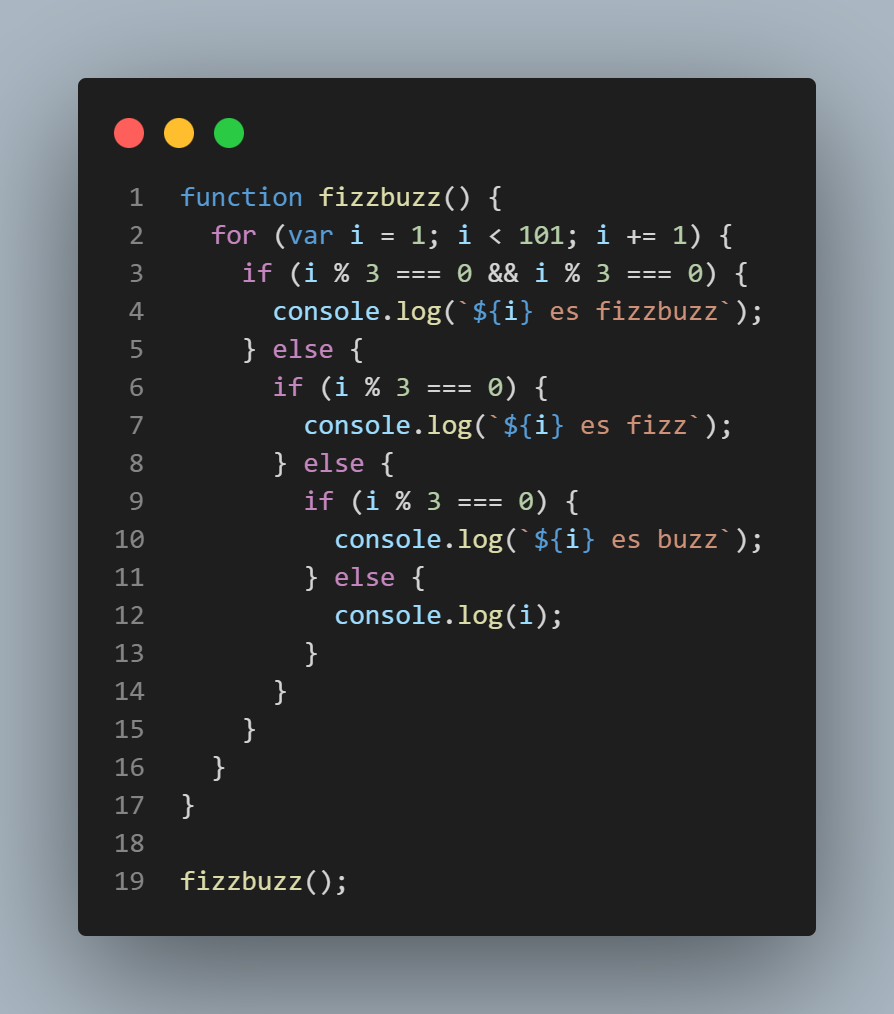 1 function fizzbuzz() {
2   for (var i = 1; i < 101; i += 1) {
3     if (i % 3 === 0 && i % 3 === 0) {
4       console.log(`${i} es fizzbuzz`);
5     } else {
6       if (i % 3 === 0) {
7         console.log(`${i} es fizz`);
8       } else {
9         if (i % 3 === 0) {
10           console.log(`${i} es buzz`);
11         } else {
12           console.log(i);
13         }
14       }
15     }
16   }
17 }
18
19 fizzbuzz();